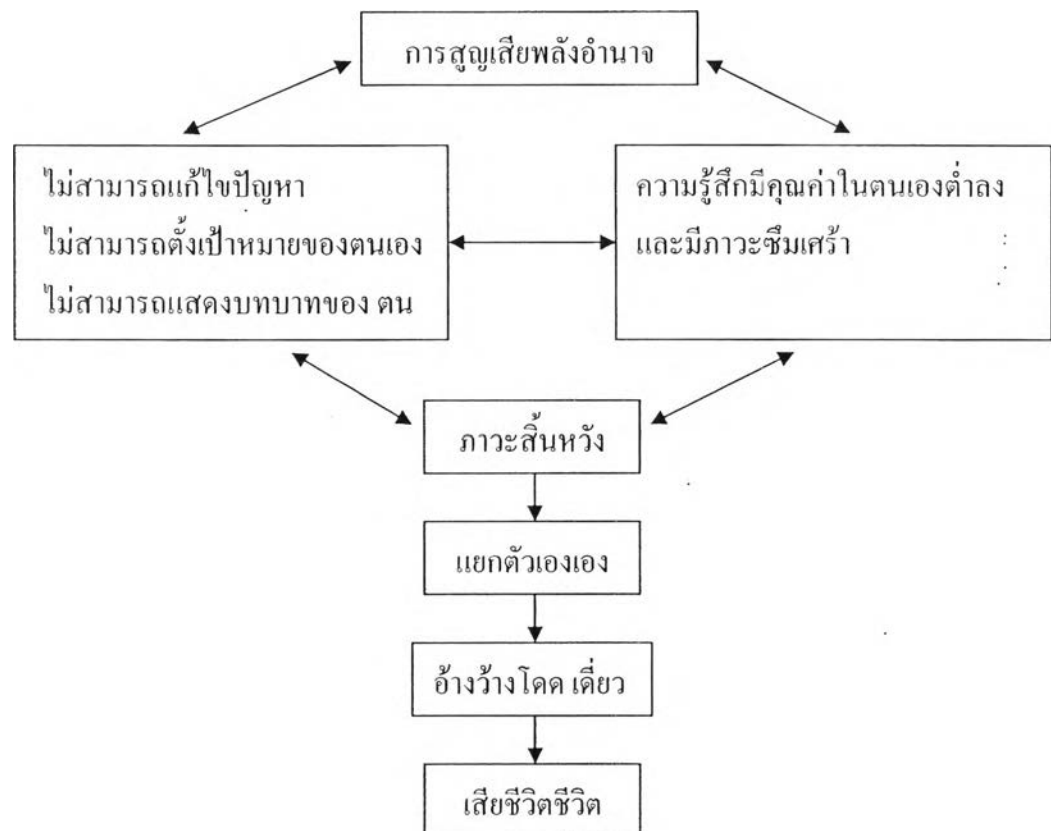 การสูญเสียพลังอำนาจ
ไม่สามารถแก้ไขปัญหา
ไม่สามารถตั้งเป้าหมายของตนเอง
ไม่สามารถแสดงบทบาทของ ตน
ความรู้สึกมีคุณค่าในตนเองต่ำลง
และมีภาวะซึมเศร้า
ภาวะสิ้นหวัง
แยกตัวเองเอง
อ้างว้างโดด เดี่ยว
เสียชีวิตชีวิต